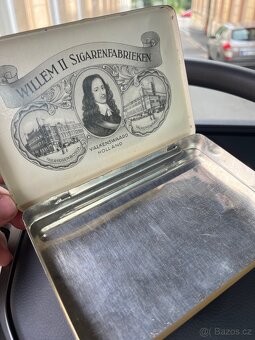 WILLEM II SIGARENFABRIEKEN
VALKENSWAARD
HOLLAND
Bazos.cz